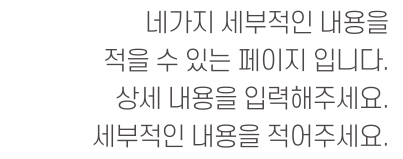 네가지 세부적인 내용을
적을 수 있는 페이지 입니다.
상세 내용을 입력해주세요.
세부적인 내용을 적어주세요.